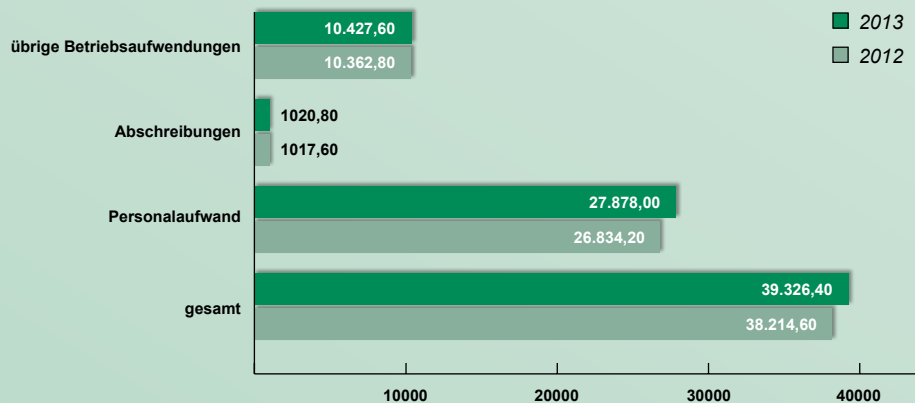 2013
2012
übrige Betriebsaufwendungen
10.427,60
10.362,80
Abschreibungen
1020,80
1017,60
Personalaufwand
27.878,00
26.834,20
gesamt
39.326,40
38.214,60
10000 20000 30000 40000